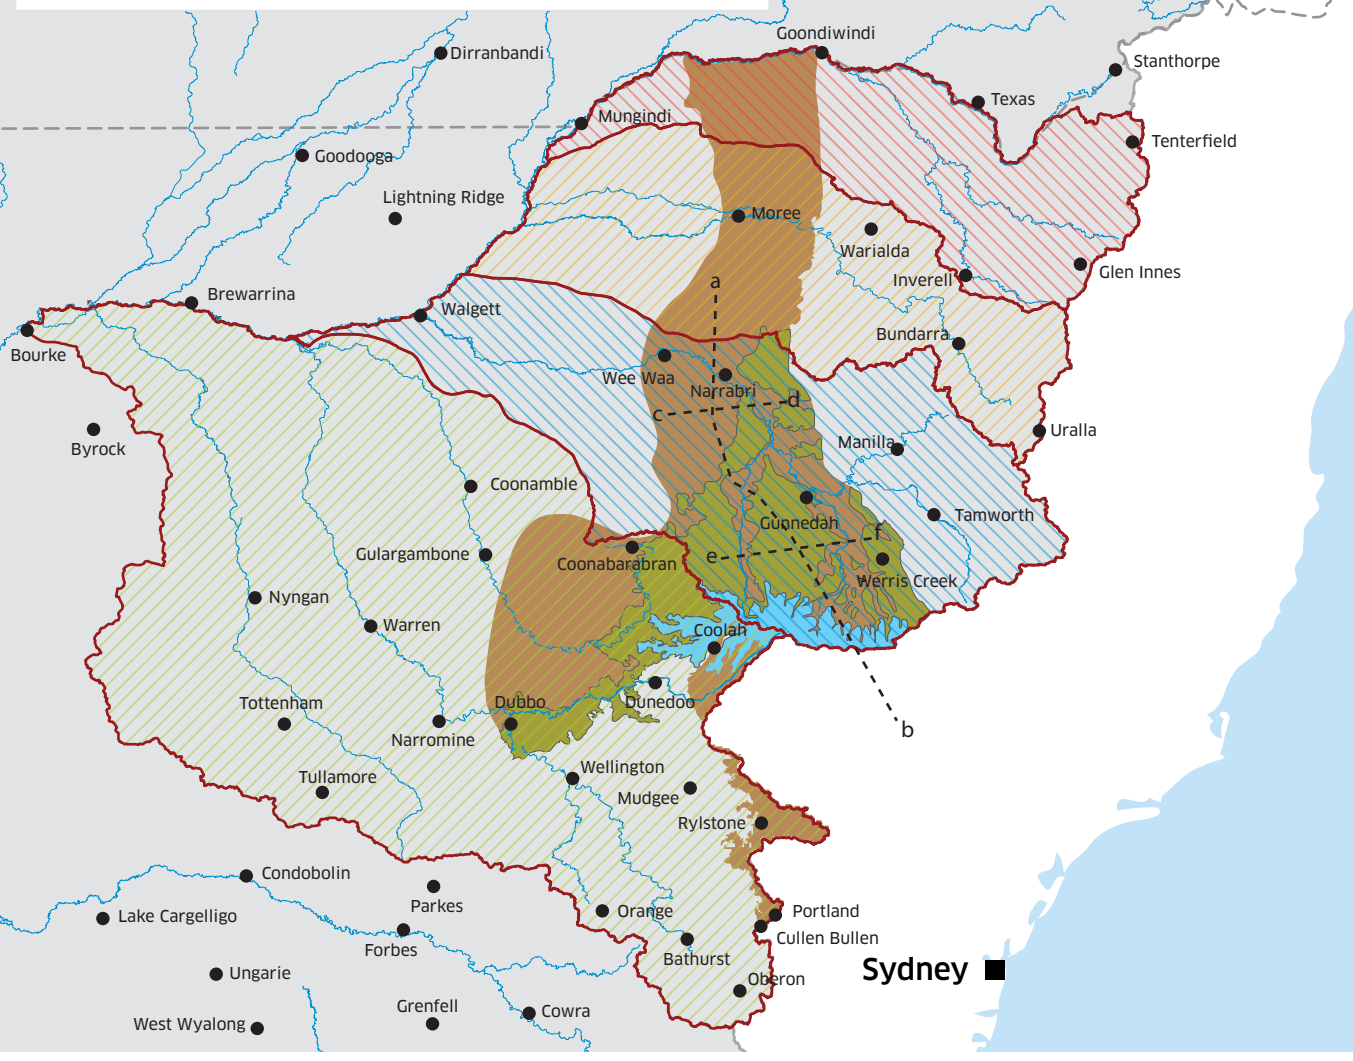 Goondiwindi
Dirranbandi
Stanthorpe
Texas
Mungindi
Tenterfield
Goodooga
Lightning Ridge
Moree
Warialda
Glen Innes
Inverell
a
Brewarrina
Walgett
Bundarra
Bourke
Wee Waa
Narrabri
d
c
Uralla
Manilla
Byrock
Coonamble
Tamworth
Gunnedah
f
Gulargambone
e
Coonabarabran
Werris Creek
Nyngan
Warren
Coolah
Tottenham
Dubbo
Dunedoo
b
Narromine
Wellington
Tullamore
Mudgee
Rylstone
Condobolin
Parkes
Orange
Portland
Lake Cargelligo
Cullen Bullen
Forbes
Bathurst
Sydney
Ungarie
Oberon
Grenfell
Cowra
West Wyalong